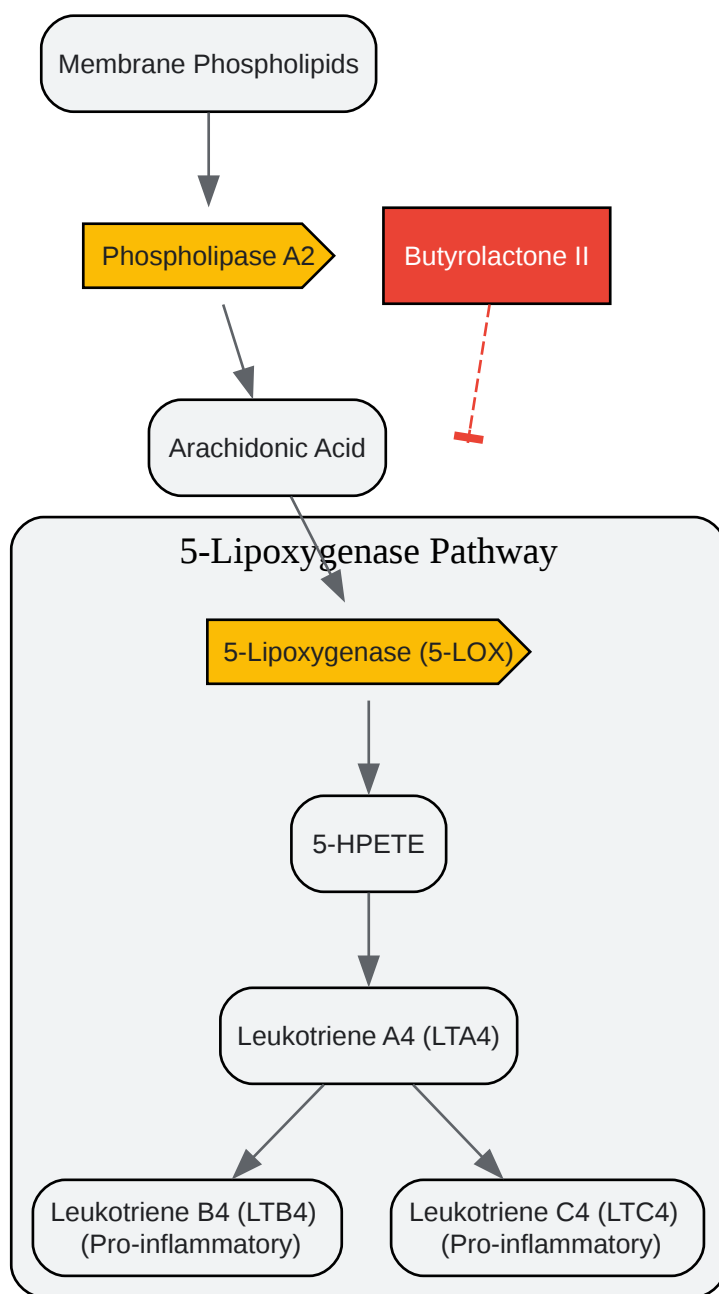 Membrane Phospholipids
Phospholipase A2
Butyrolactone II
Arachidonic Acid
5-Lipoxygenase Pathway
5-Lipoxygenase (5-LOX)
5-HPETE
Leukotriene A4 (LTA4)
Leukotriene B4 (LTB4)
(Pro-inflammatory)
Leukotriene C4 (LTC4)
(Pro-inflammatory)